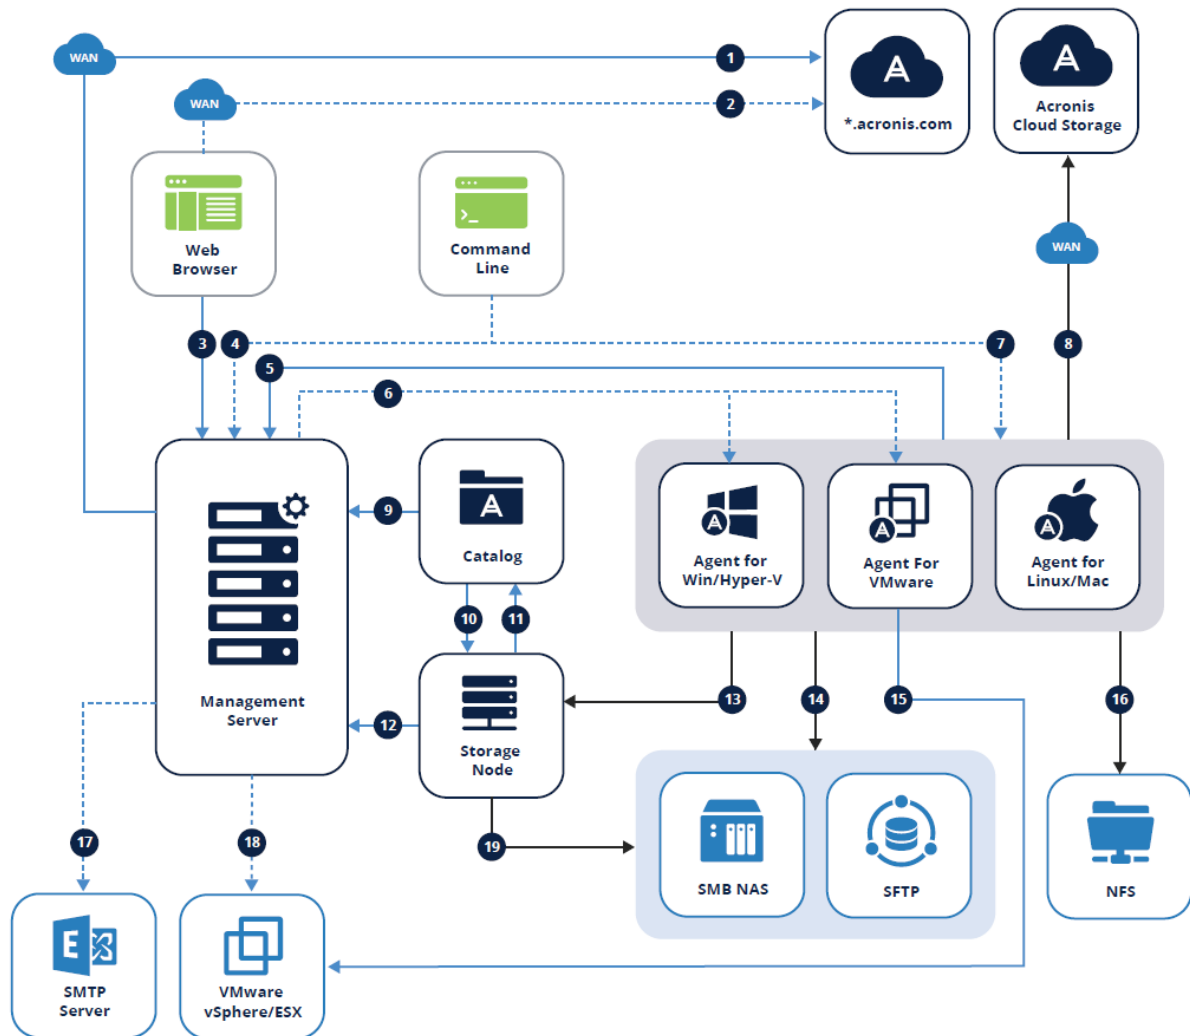 WAN
1
WAN
2
*.acronis.com
Acronis
Cloud Storage
Web
Browser
Command
Line
WAN
3
4
5
6
7
8
9
Catalog
10
11
Agent for
Win/Hyper-V
Agent For
VMware
Agent for
Linux/Mac
Management
Server
12
Storage
Node
13
14
15
16
17
18
19
SMB NAS
SFTP
NFS
SMTP
Server
VMware
vSphere/ESX
E